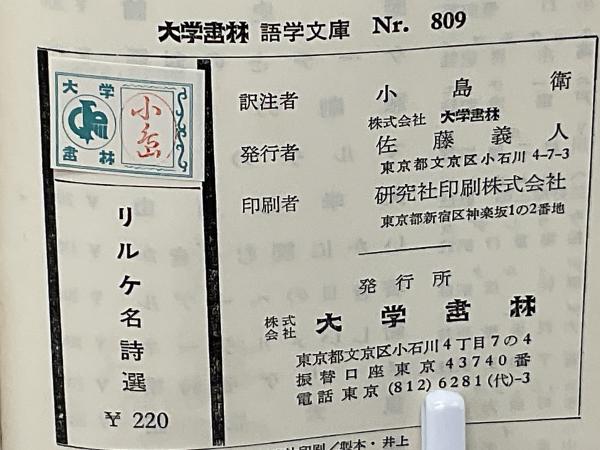 大学書林 語学文庫 Nr. 809
大学
小島
書林
リルケ名詩選
¥ 220
訳注者 小島衛
株式会社 大学書林
発行者 佐藤義人
東京都文京区小石川 4-7-3
印刷者 研究社印刷株式会社
東京都新宿区神楽坂1の2番地
発行所
株式会社 大学書林
東京都文京区小石川4丁目7の4
振替口座東京 43740番
電話東京 (812) 6281(代)-3
印刷/製本・井上